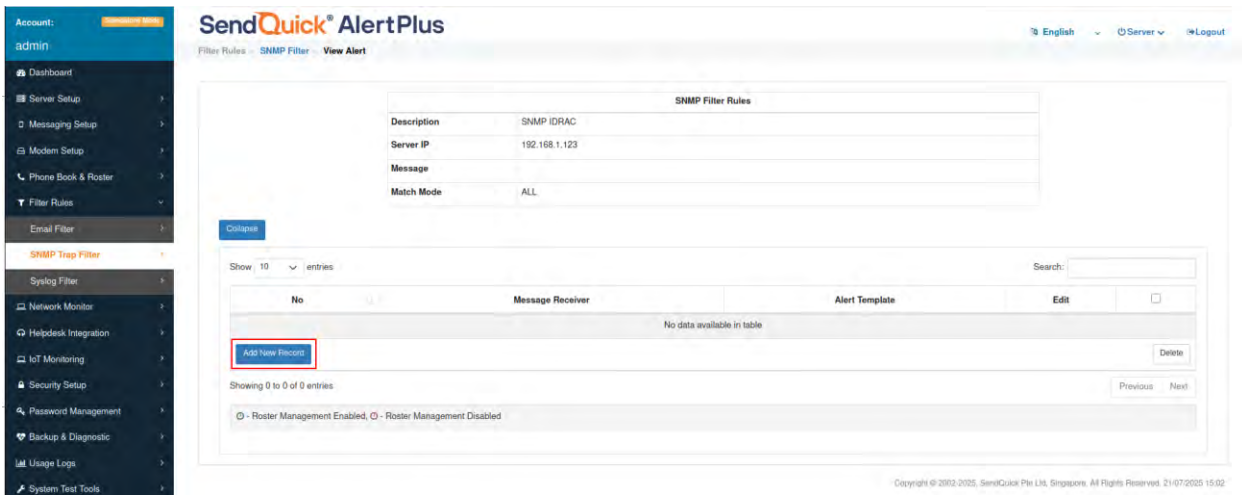 Account:
Standalone Mode
admin
Dashboard
Server Setup
Messaging Setup
Modem Setup
Phone Book & Roster
Filter Rules
Email Filter
SNMP Trap Filter
Syslog Filter
Network Monitor
Helpdesk Integration
IoT Monitoring
Security Setup
Password Management
Backup & Diagnostic
Usage Logs
System Test Tools
SendQuick® AlertPlus
Filter Rules SNMP Filter View Alert
English Server Logout
SNMP Filter Rules
Description SNMP IDRAC
Server IP 192.168.1.123
Message
Match Mode ALL
Collapse
Show 10 entries Search:
No Message Receiver Alert Template Edit
No data available in table
Add New Record Delete
Showing 0 to 0 of 0 entries Previous Next
- Roster Management Enabled, - Roster Management Disabled
Copyright © 2002-2025, SendQuick Pte Ltd, Singapore. All Rights Reserved. 21/07/2025 15:02